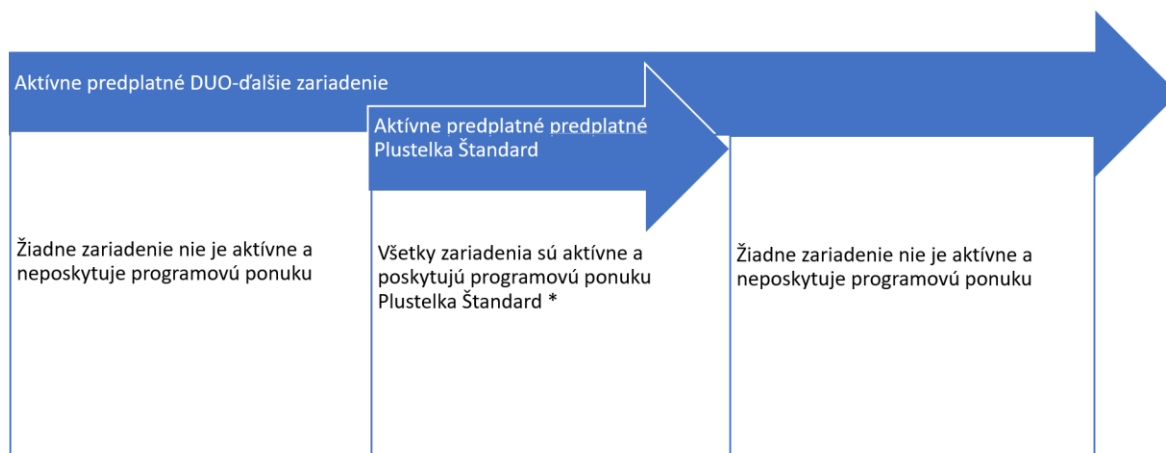 Aktívne predplatné DUO-ďalšie zariadenie
Aktívne predplatné predplatné
Plustelka Štandard
Žiadne zariadenie nie je aktívne a
neposkytuje programovú ponuku
Všetky zariadenia sú aktívne a
poskytujú programovú ponuku
Plustelka Štandard *
Žiadne zariadenie nie je aktívne a
neposkytuje programovú ponuku